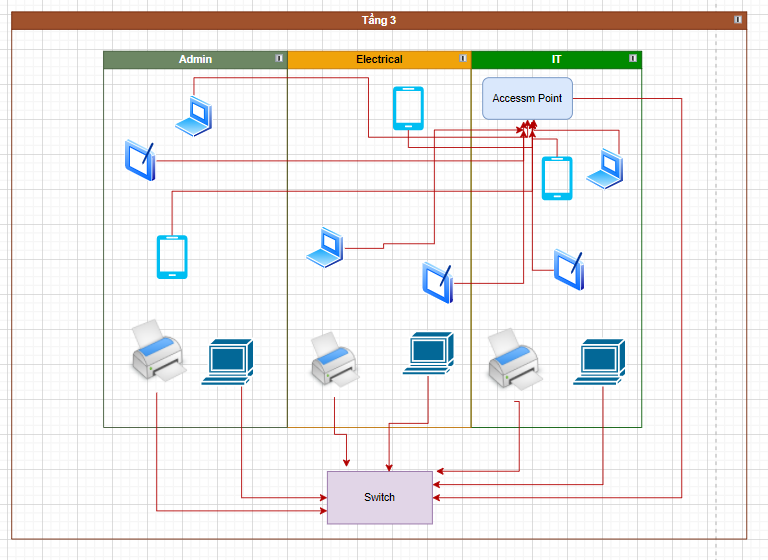 Tầng 3
Admin
Electrical
IT
Accessm Point
Switch